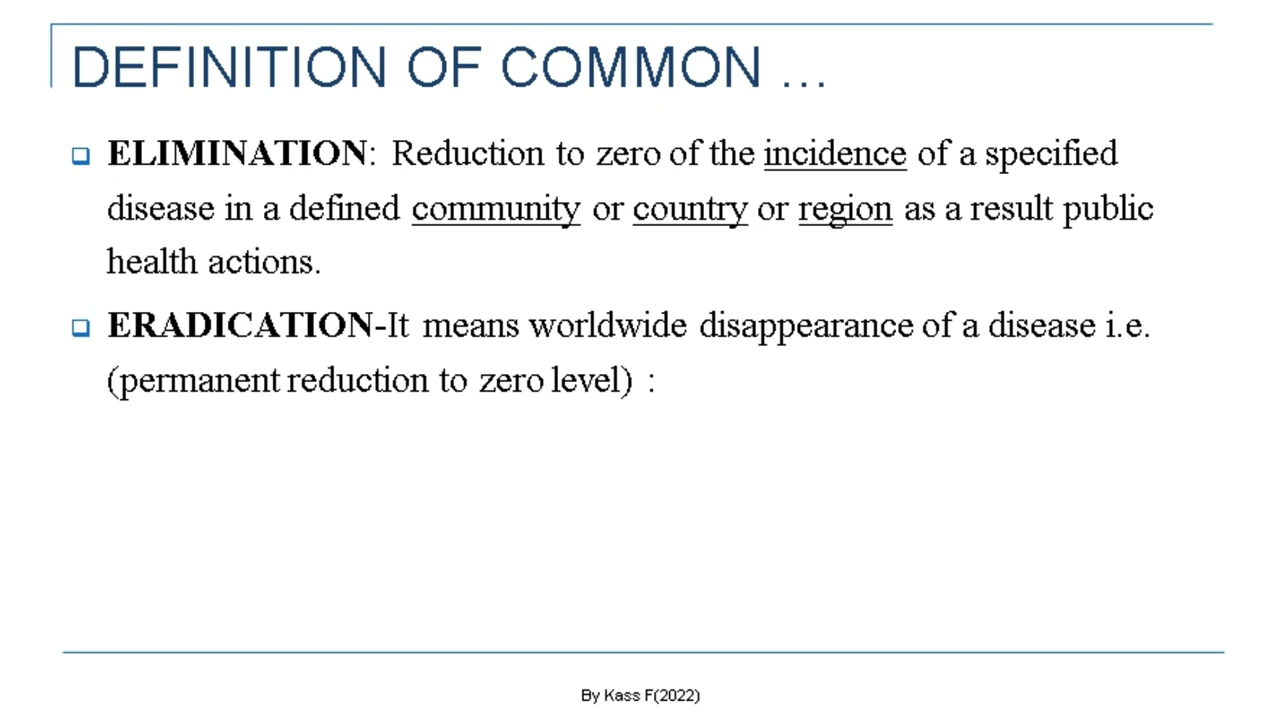 DEFINITION OF COMMON ...
ELIMINATION: Reduction to zero of the incidence of a specified
disease in a defined community or country or region as a result public
health actions.
ERADICATION-It means worldwide disappearance of a disease i.e.
(permanent reduction to zero level) :
By Kass F(2022)